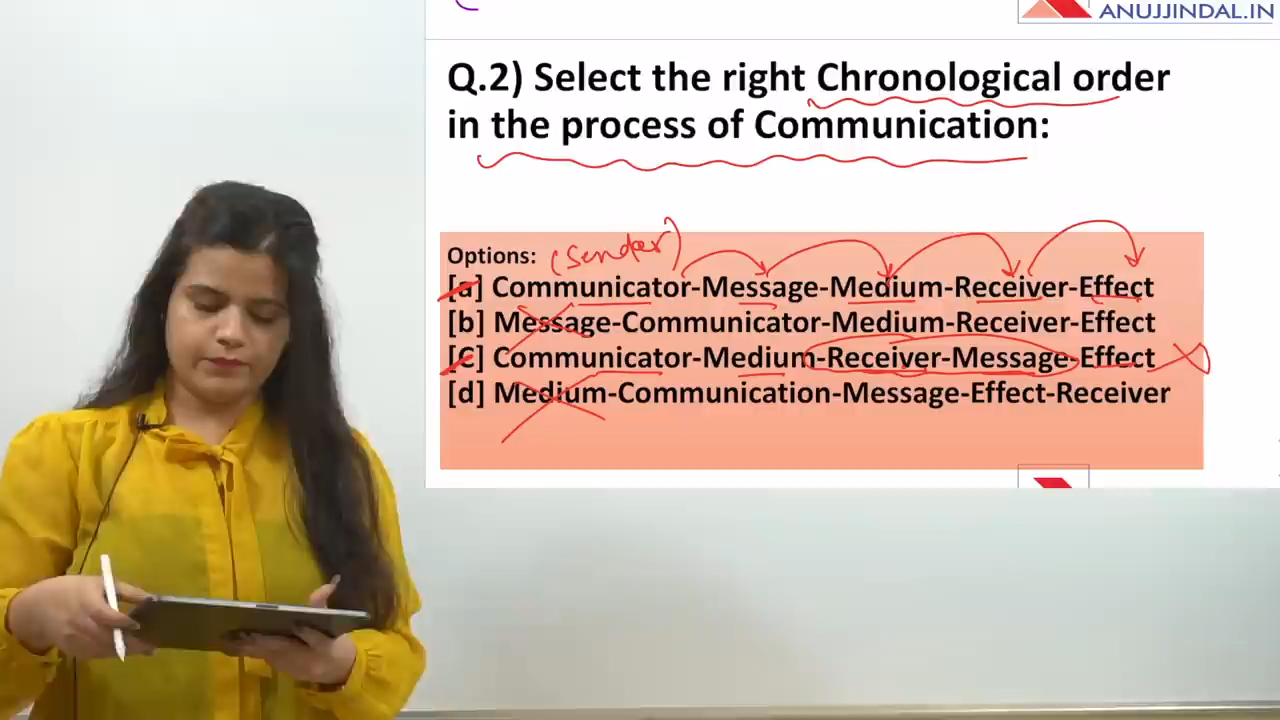 ANUJJINDAL.IN
Q.2) Select the right Chronological order
in the process of Communication:
Options: (Sender)
[a] Communicator-Message-Medium-Receiver-Effect
[b] Message-Communicator-Medium-Receiver-Effect
[C] Communicator-Medium-Receiver-Message-Effect
[d] Medium-Communication-Message-Effect-Receiver